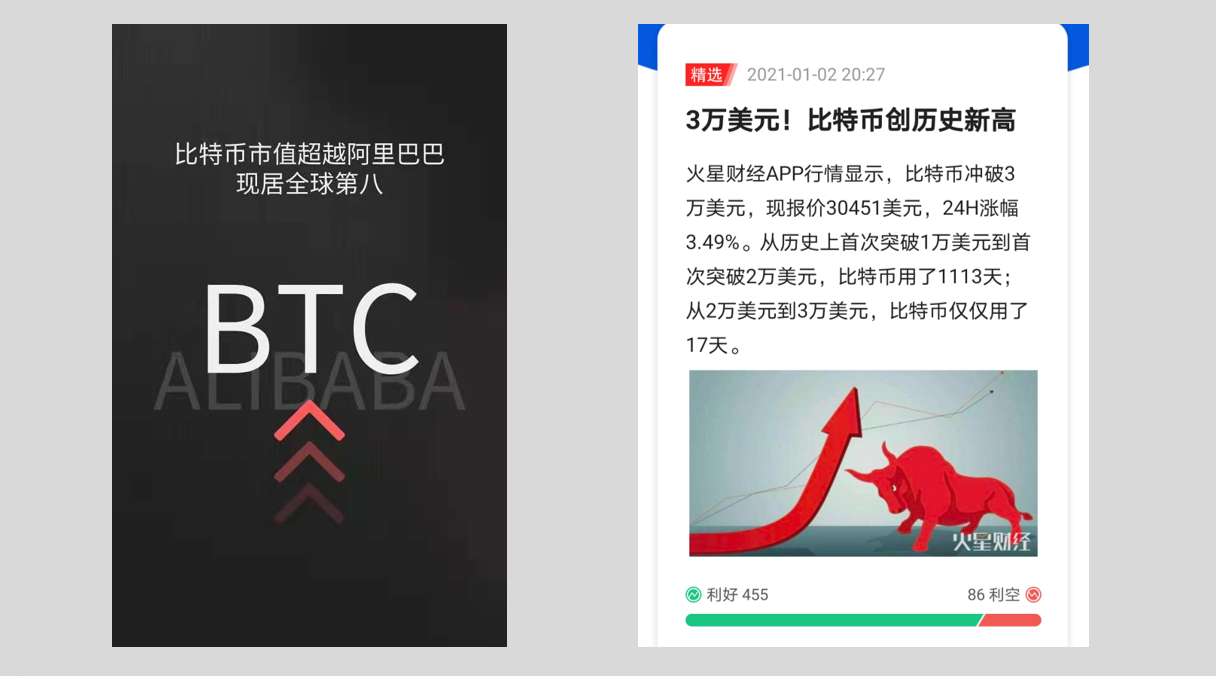 比特币市值超越阿里巴巴
现居全球第八
BTC
ALIBABA
精选 2021-01-02 20:27
3万美元！比特币创历史新高
火星财经APP行情显示，比特币冲破3
万美元，现报价30451美元，24H涨幅
3.49%。从历史上首次突破1万美元到首
次突破2万美元，比特币用了1113天；
从2万美元到3万美元，比特币仅仅用了
17天。
火星财经
利好 455
86 利空